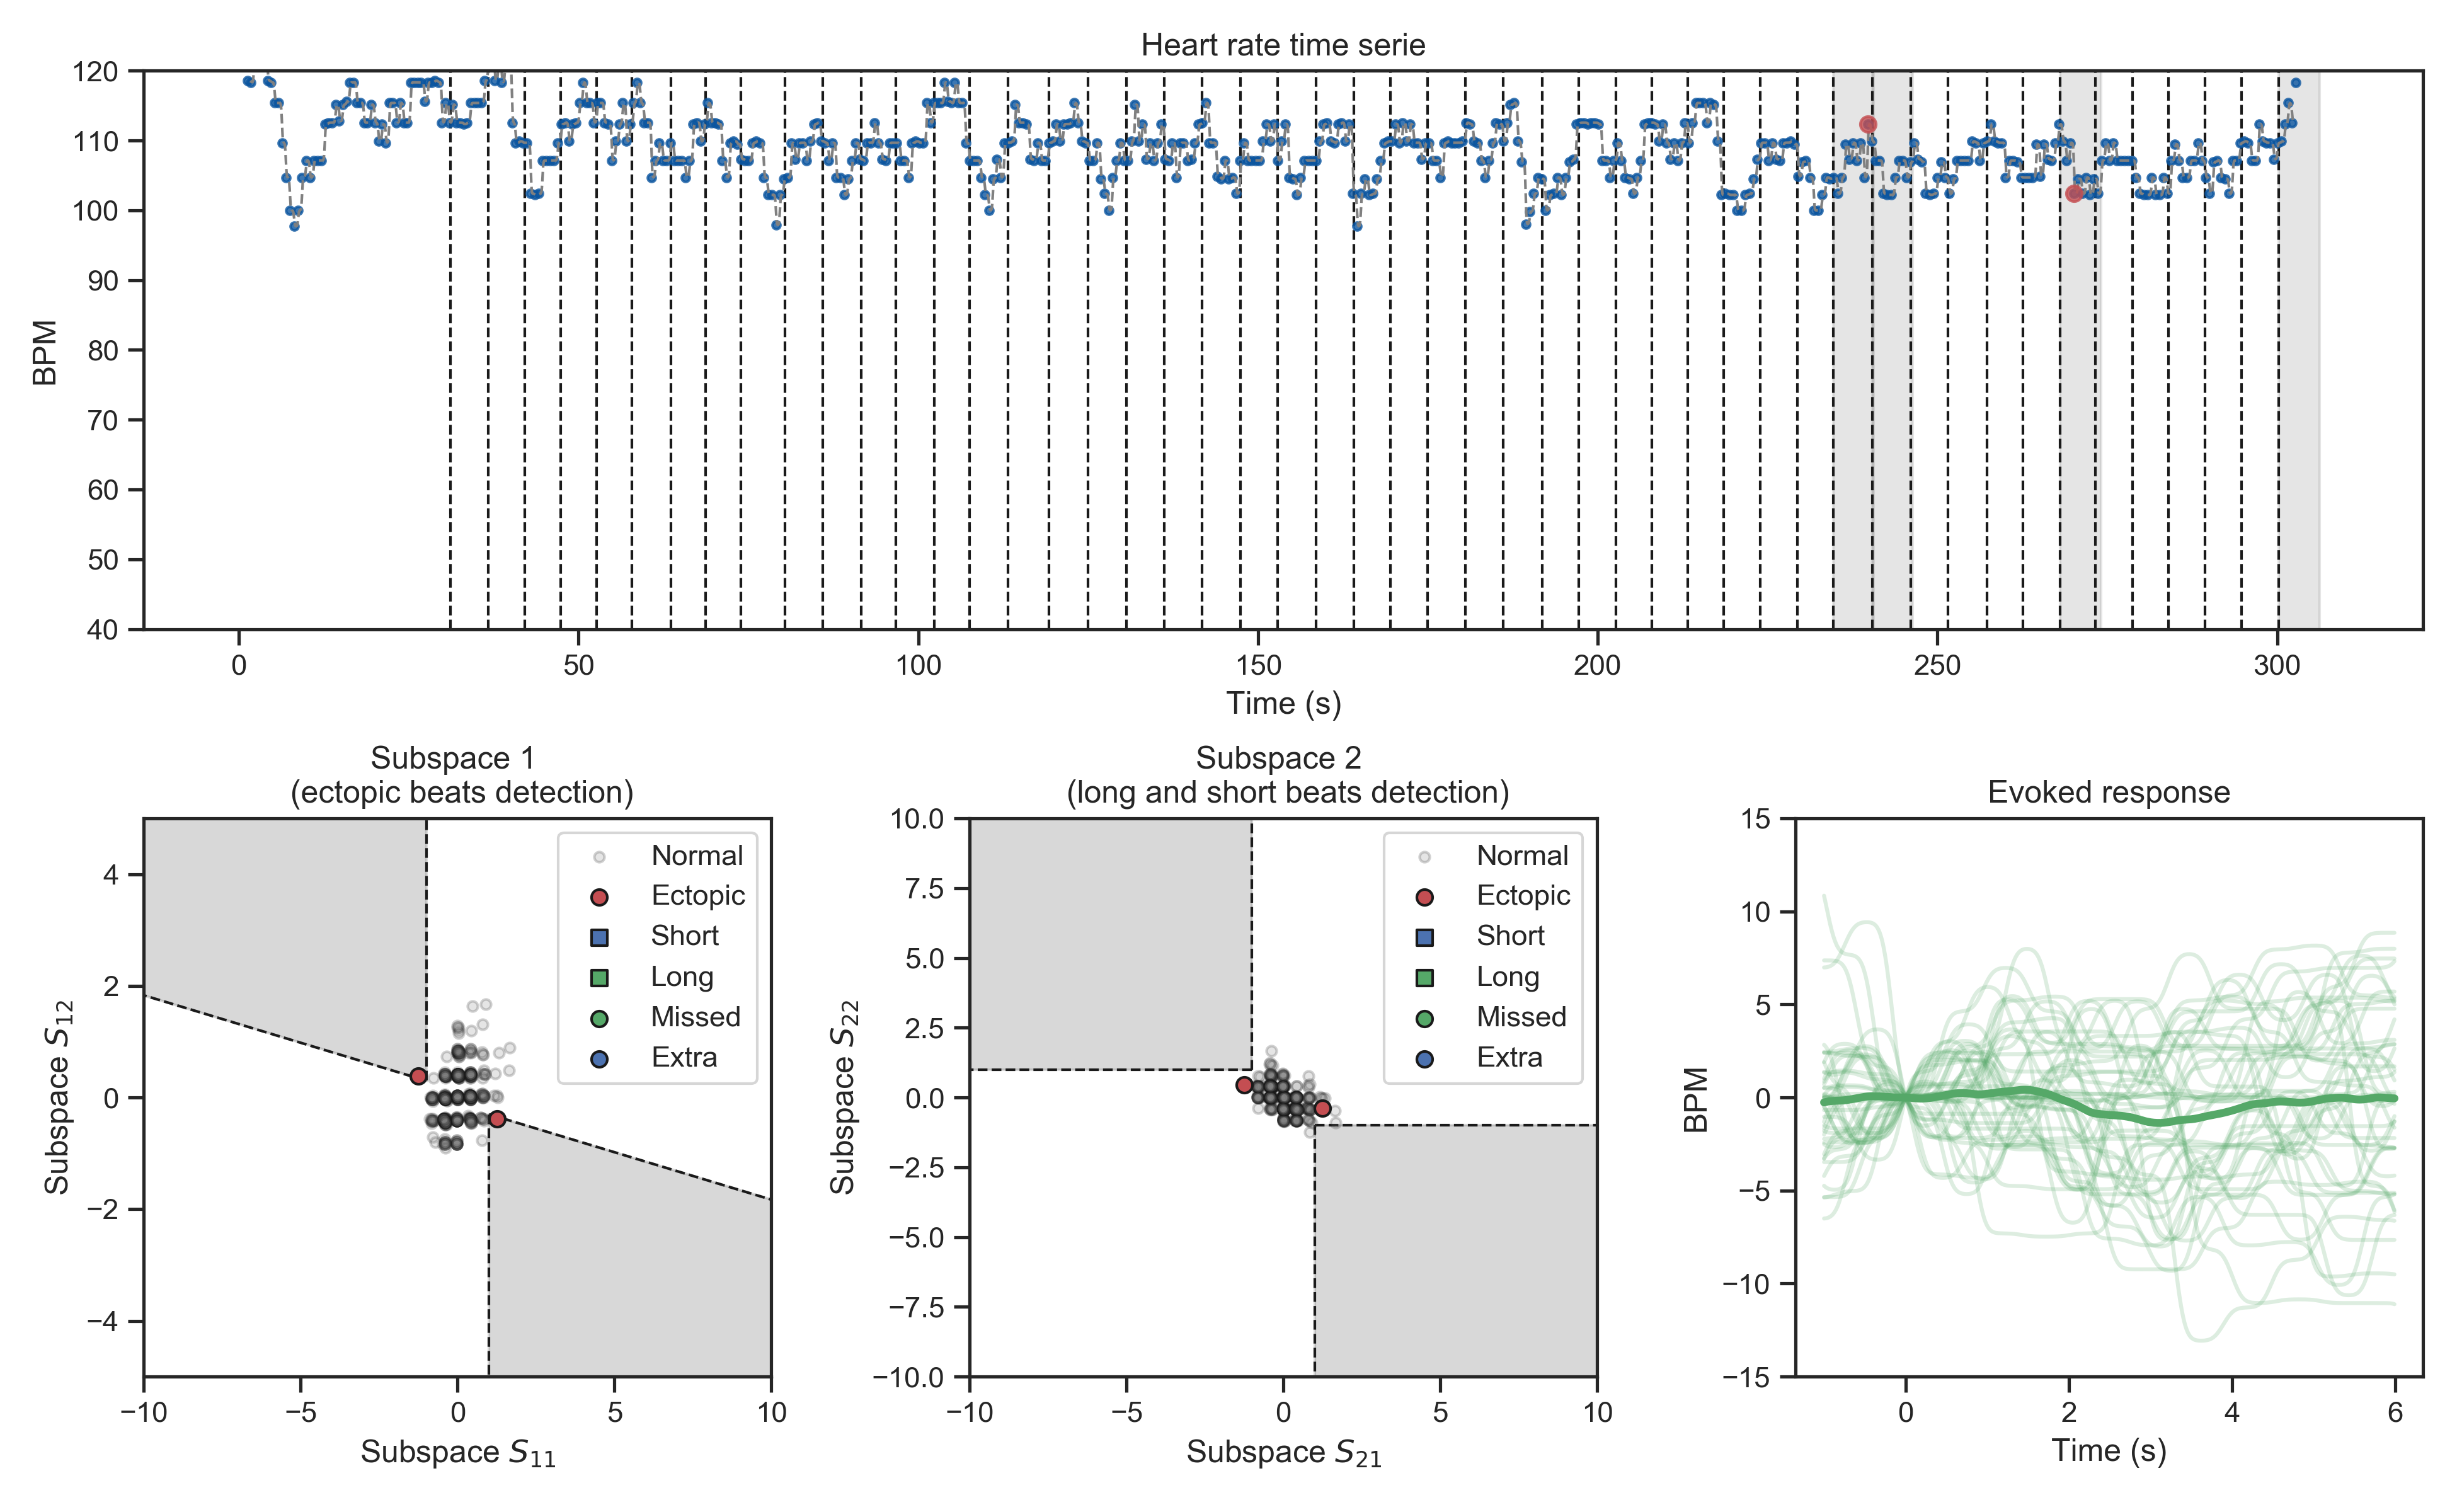 Heart rate time serie
120
110
100
90
80
70
60
50
40
BPM
0 50 100 150 200 250 300
Time (s)
Subspace 1
(ectopic beats detection)
4
2
0
−2
−4
Subspace S12
−10 −5 0 5 10
Subspace S11
Normal
Ectopic
Short
Long
Missed
Extra
Subspace 2
(long and short beats detection)
10.0
7.5
5.0
2.5
0.0
−2.5
−5.0
−7.5
−10.0
Subspace S22
−10 −5 0 5 10
Subspace S21
Normal
Ectopic
Short
Long
Missed
Extra
Evoked response
15
10
5
0
−5
−10
−15
BPM
0 2 4 6
Time (s)